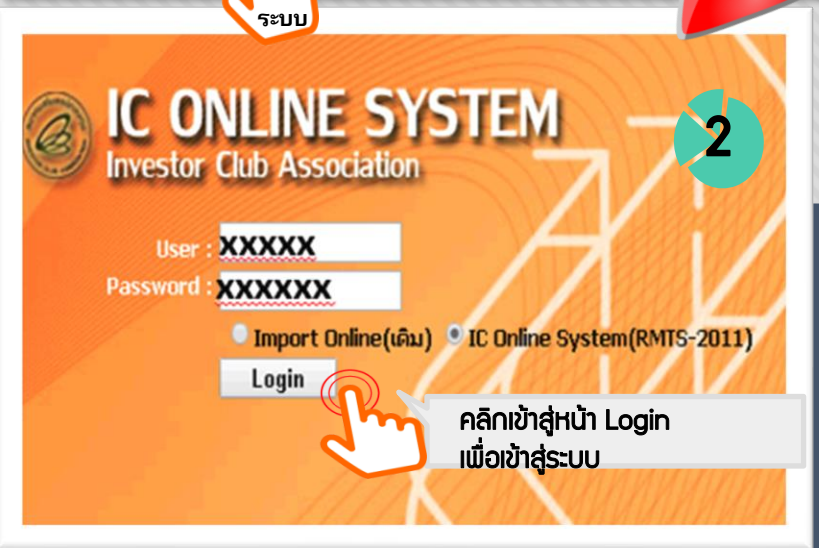 ระบบ
IC ONLINE SYSTEM
Investor Club Association
2
User : XXXXX
Password : XXXXXX
Import Online(เดิม) IC Online System(RMTS-2011)
Login
คลิกเข้าสู่หน้า Login
เพื่อเข้าสู่ระบบ